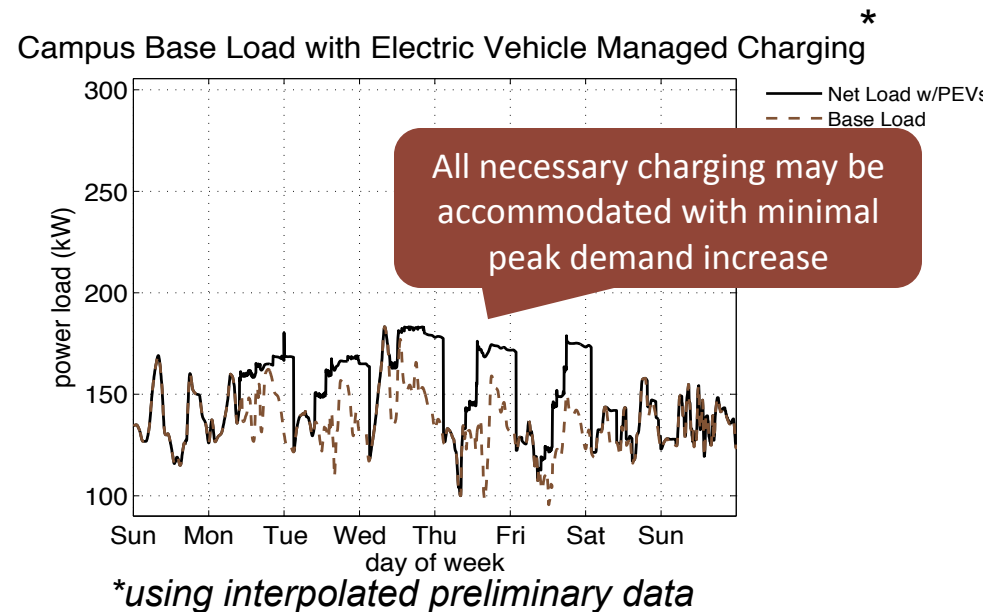 *
Campus Base Load with Electric Vehicle Managed Charging
300
250
200
150
100
power load (kW)
Net Load w/PEVs
Base Load
All necessary charging may be
accommodated with minimal
peak demand increase
Sun Mon Tue Wed Thu Fri Sat Sun
day of week
*using interpolated preliminary data